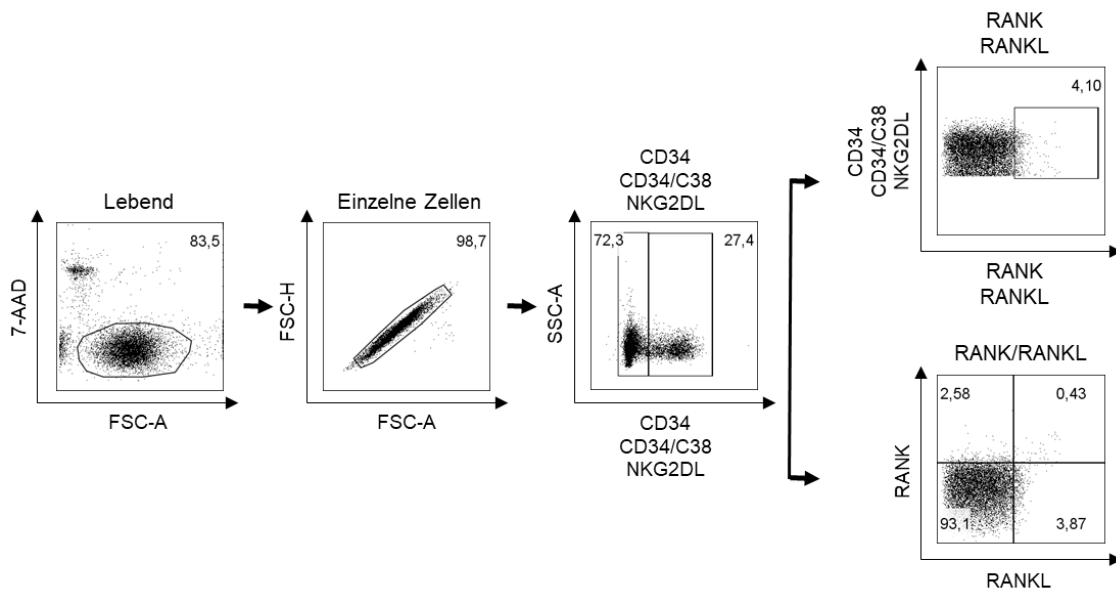 Lebend
83,5
7-AAD
FSC-A
Einzelne Zellen
98,7
FSC-H
FSC-A
CD34
CD34/C38
NKG2DL
72,3
27,4
SSC-A
CD34
CD34/C38
NKG2DL
RANK
RANKL
4,10
CD34
CD34/C38
NKG2DL
RANK
RANKL
RANK/RANKL
2,58
0,43
RANK
93,1
3,87
RANKL